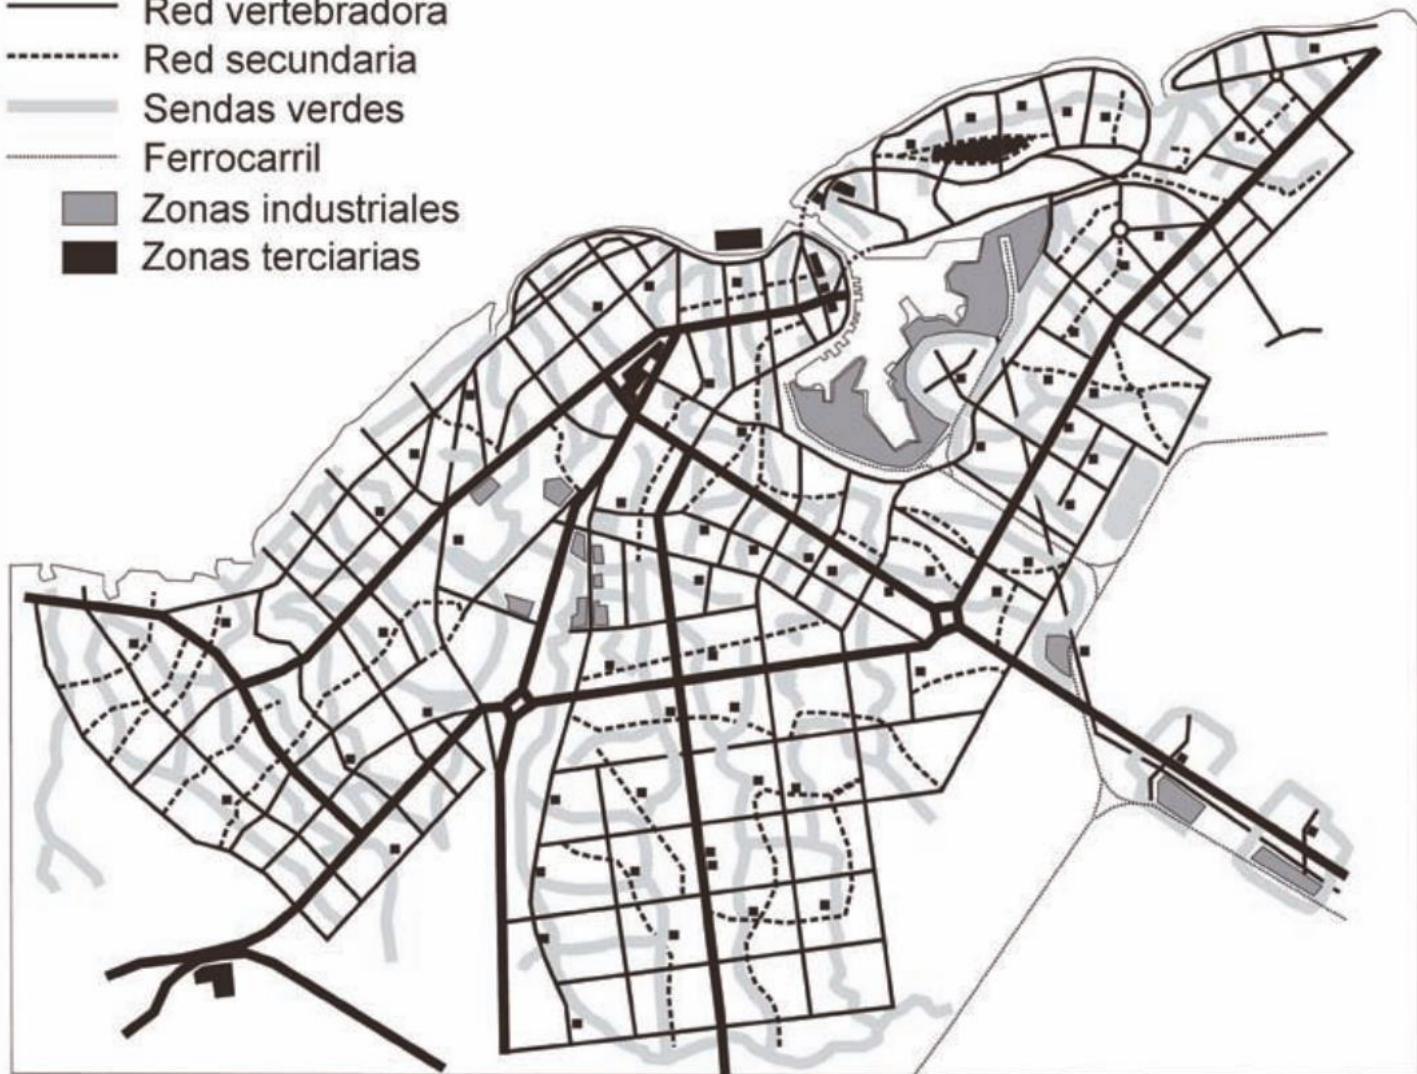 Red vertebradora
Red secundaria
Sendas verdes
Ferrocarril
Zonas industriales
Zonas terciarias